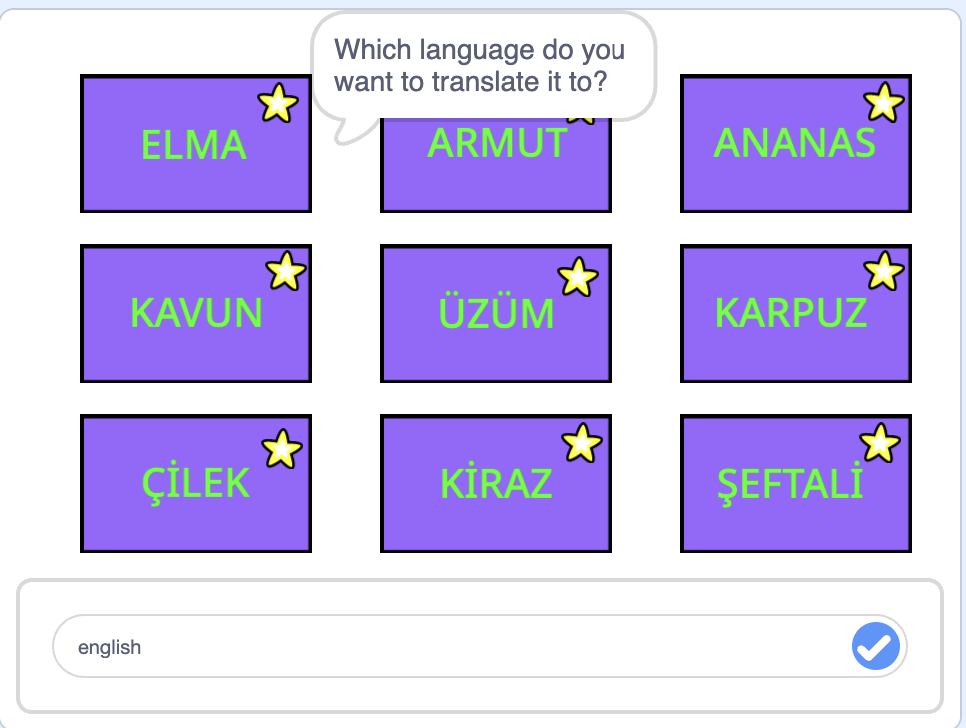 Which language do you
want to translate it to?
ELMA
ARMUT
ANANAS
KAVUN
ÜZÜM
KARPUZ
ÇİLEK
KİRAZ
ŞEFTALİ
english